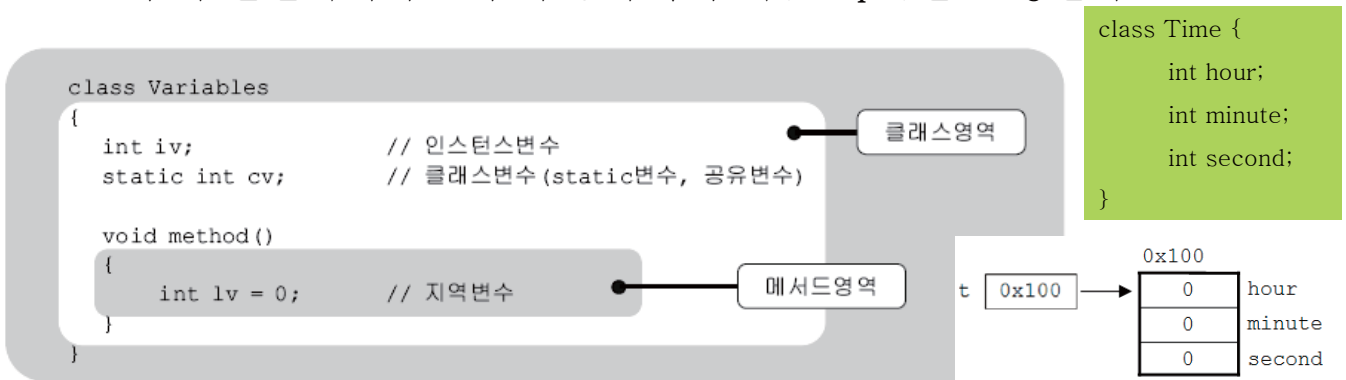 class Variables
{
int iv; // 인스턴스변수
static int cv; // 클래스변수(static변수, 공유변수)
void method()
{
int lv = 0; // 지역변수
}
}
클래스영역
메서드영역
class Time {
int hour;
int minute;
int second;
}
0x100
t 0x100 0 hour
0 minute
0 second